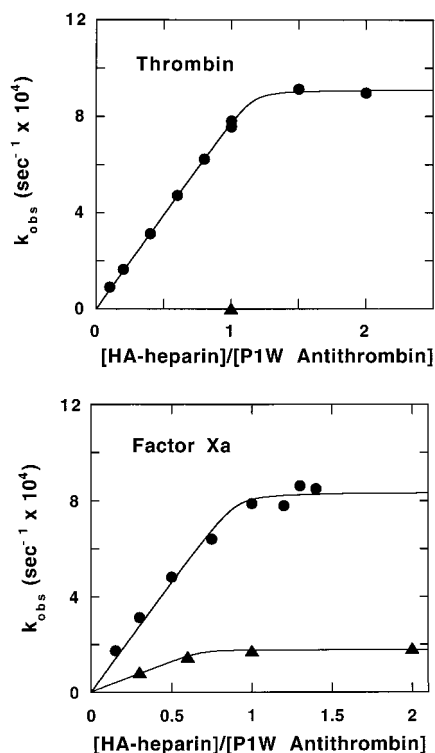 Thrombin
12
8
4
0
k_obs (sec⁻¹ x 10⁴)
0
1
2
[HA-heparin]/[P1W Antithrombin]
Factor Xa
12
8
4
0
k_obs (sec⁻¹ x 10⁴)
0
0.5
1
1.5
2
[HA-heparin]/[P1W Antithrombin]